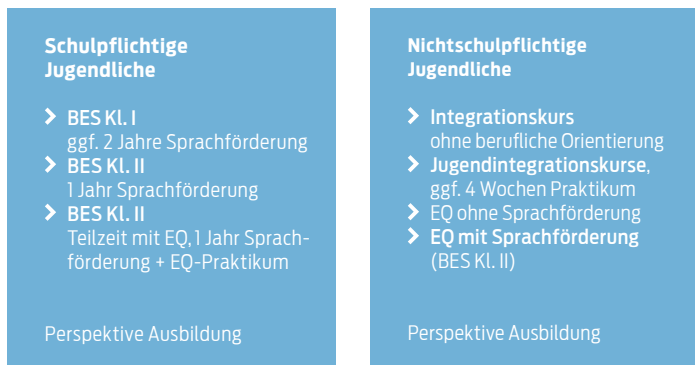 Schulpflichtige
Jugendliche
BES Kl. I
ggf. 2 Jahre Sprachförderung
BES Kl. II
1 Jahr Sprachförderung
BES Kl. II
Teilzeit mit EQ, 1 Jahr Sprach-
förderung + EQ-Praktikum
Perspektive Ausbildung
Nichtschulpflichtige
Jugendliche
Integrationskurs
ohne berufliche Orientierung
Jugendintegrationskurse,
ggf. 4 Wochen Praktikum
EQ ohne Sprachförderung
EQ mit Sprachförderung
(BES Kl. II)
Perspektive Ausbildung